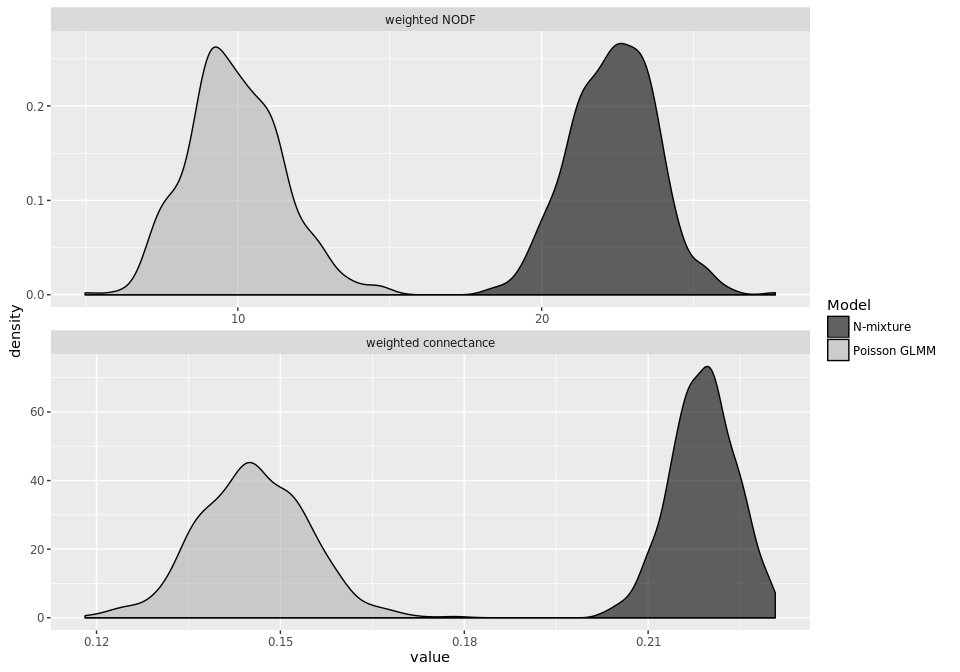 weighted NODF
0.2
0.1
0.0
10
20
density
weighted connectance
60
40
20
0
0.12
0.15
0.18
0.21
value
Model
N-mixture
Poisson GLMM